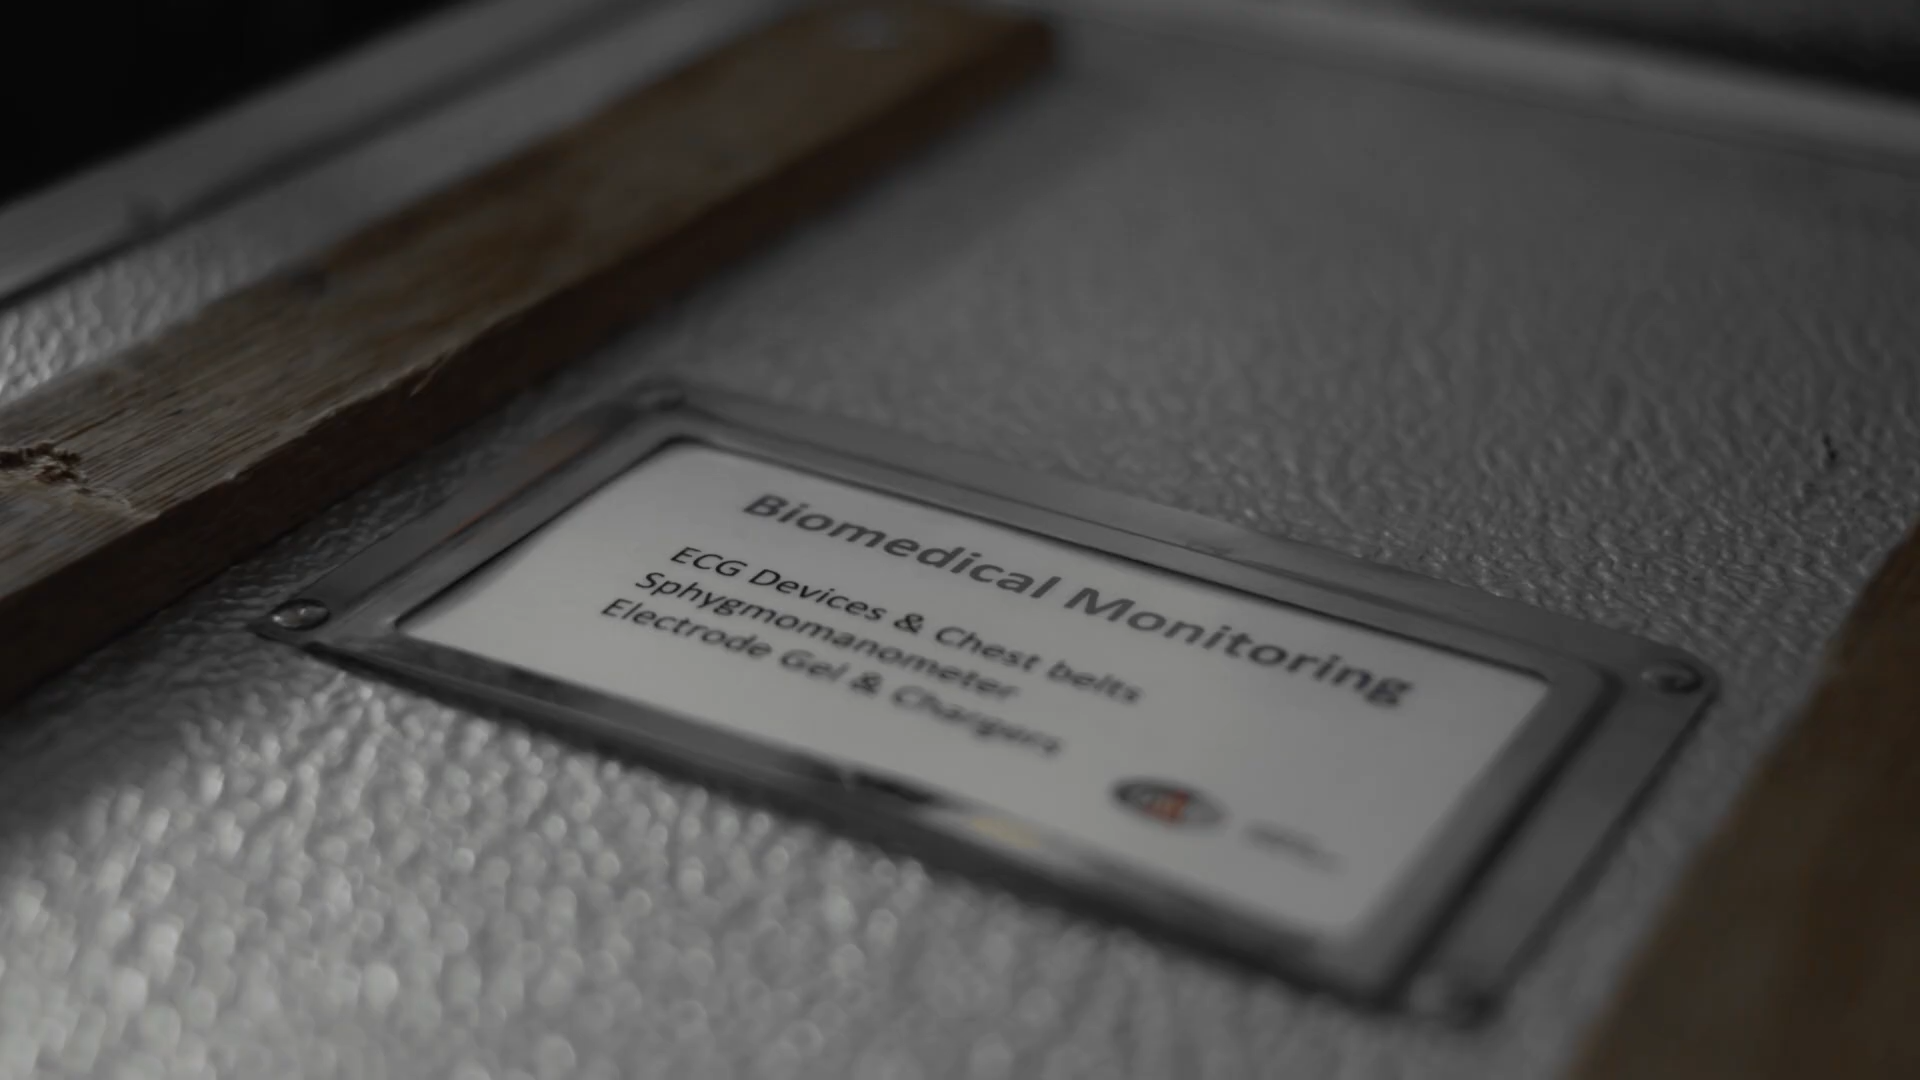 Biomedical Monitoring
ECG Devices & Chest belts
Sphygmomanometer
Electrode Gel & Chargers